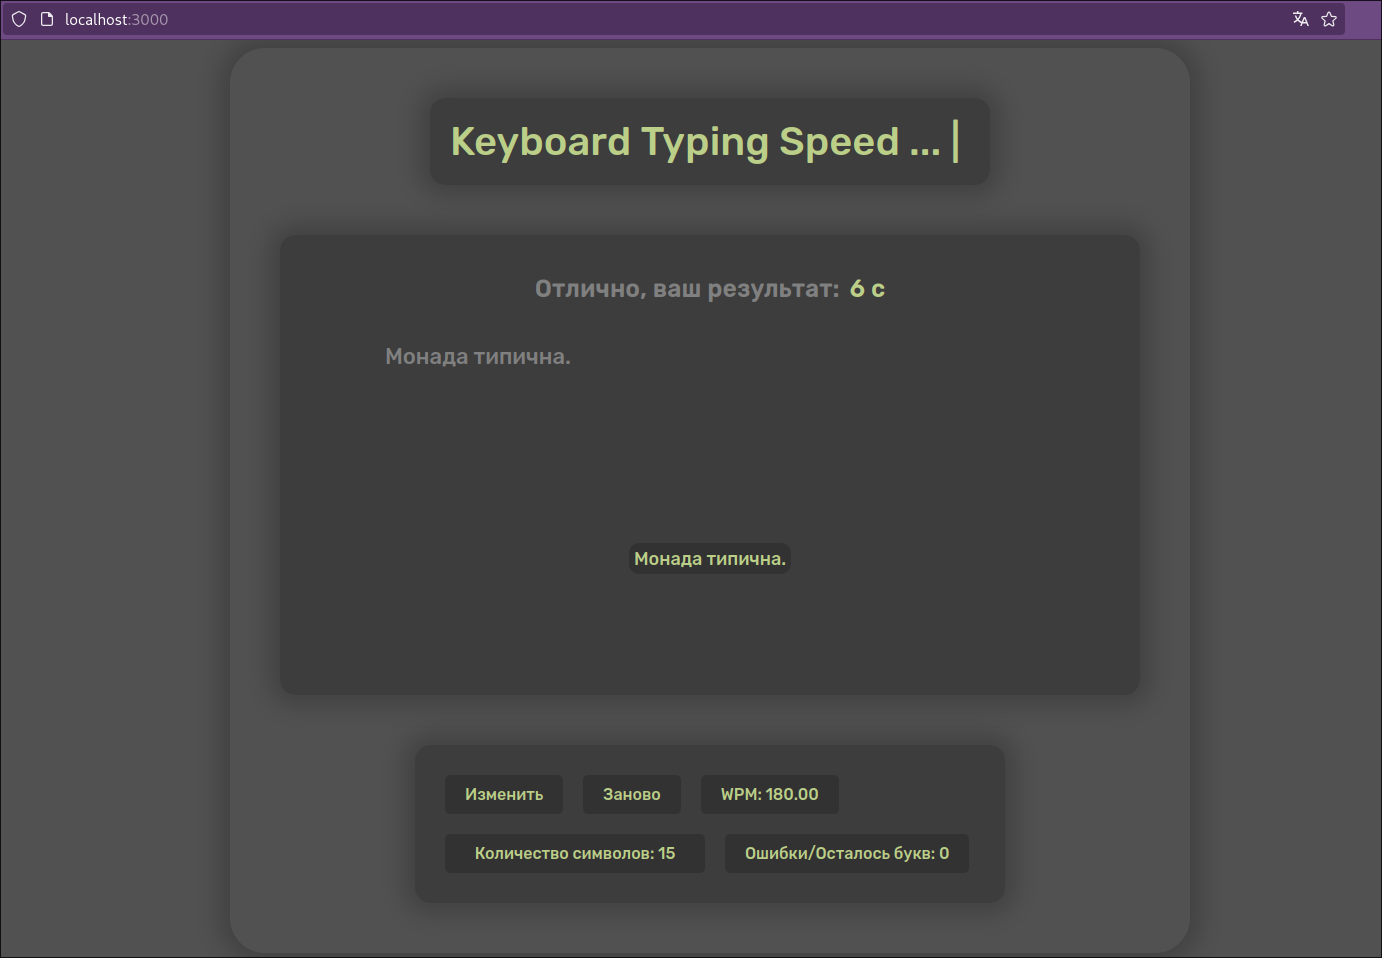 localhost:3000
Keyboard Typing Speed ... |
Отлично, ваш результат: 6 с
Монада типична.
Монада типична.
Изменить Заново WPM: 180.00
Количество символов: 15 Ошибки/Осталось букв: 0